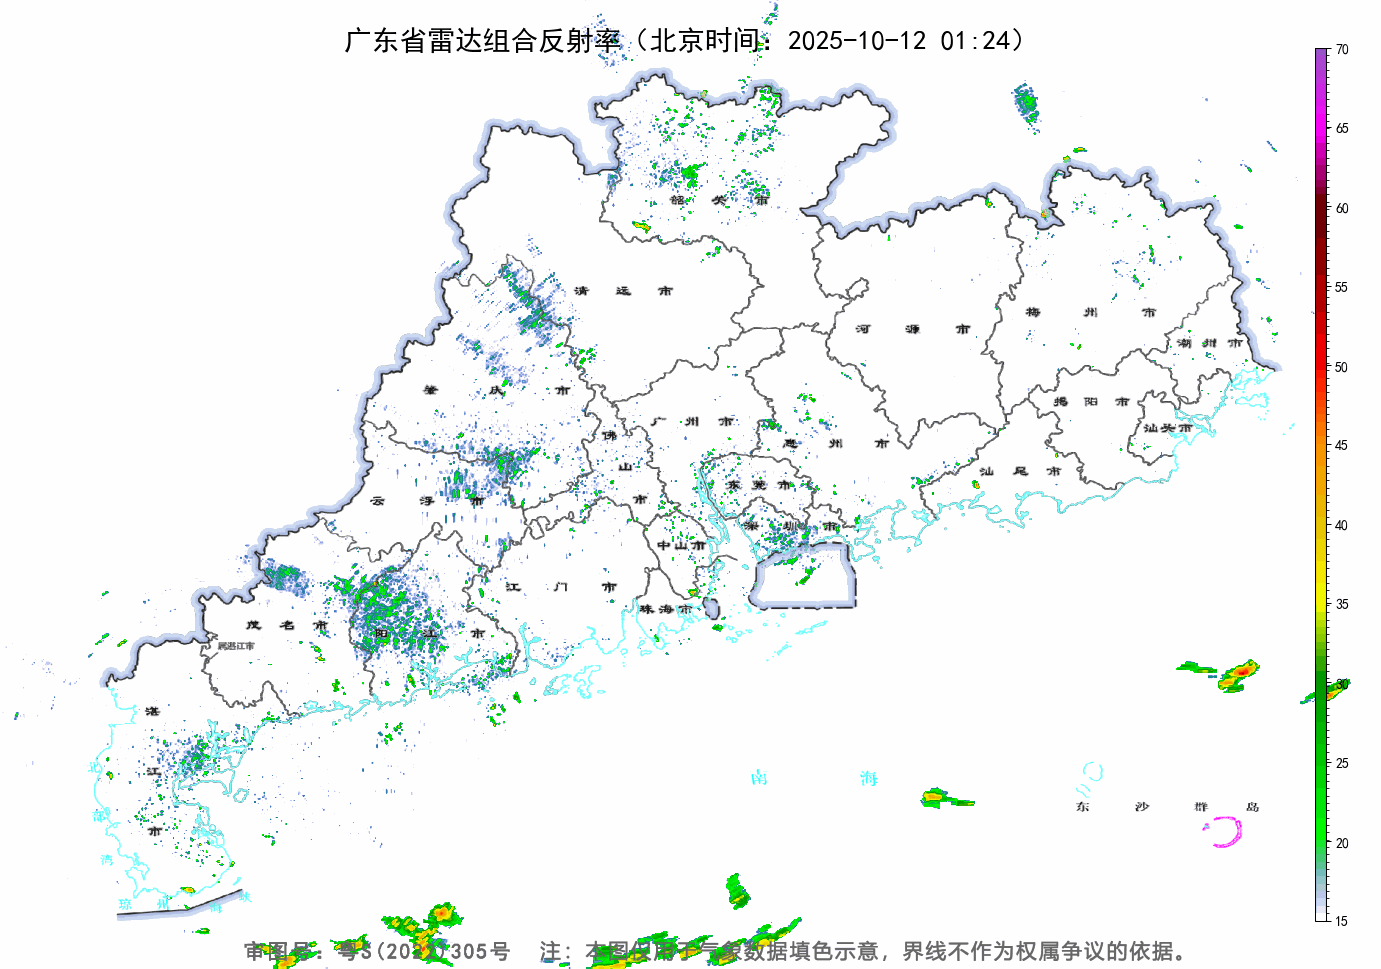 广东省雷达组合反射率（北京时间：2025-10-12 01:24）
70
65
60
55
50
45
40
35
30
25
20
15
韶关市
清远市
河源市
梅州市
潮州市
肇庆市
广州市
惠州市
揭阳市
汕头市
佛山市
云浮市
东莞市
汕尾市
深圳市
中山市
江门市
珠海市
茂名市
阳江市
属湛江市
湛江市
北部湾
南海
东沙群岛
琼州海峡
审图号：粤S(202)305号 注：本图仅用于气象数据填色示意，界线不作为权属争议的依据。